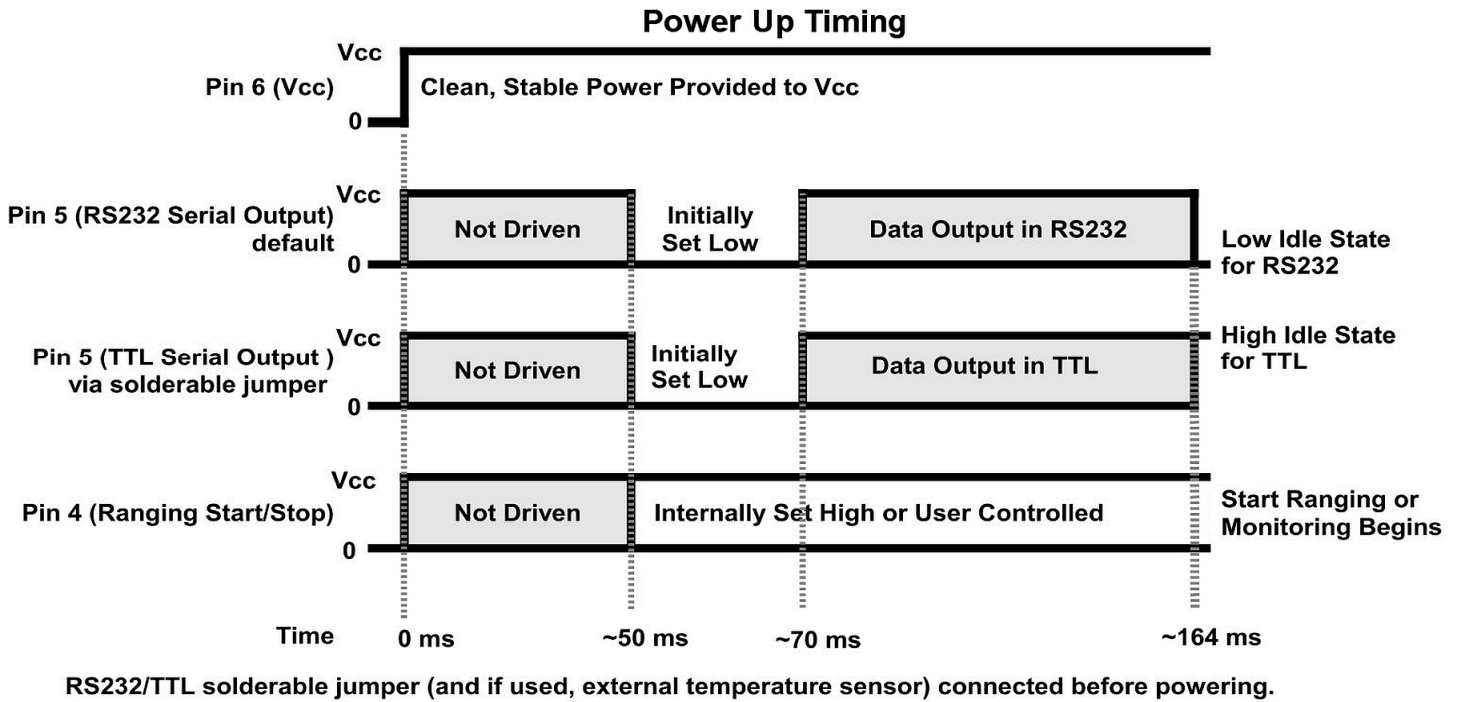 Power Up Timing
Vcc
Pin 6 (Vcc)
Clean, Stable Power Provided to Vcc
0
Vcc
Pin 5 (RS232 Serial Output)
default
Not Driven
Initially
Set Low
Data Output in RS232
0
Low Idle State
for RS232
Vcc
Pin 5 (TTL Serial Output )
via solderable jumper
Not Driven
Initially
Set Low
Data Output in TTL
High Idle State
for TTL
0
Vcc
Pin 4 (Ranging Start/Stop)
Not Driven
Internally Set High or User Controlled
Start Ranging or
Monitoring Begins
0
Time
0 ms
~50 ms
~70 ms
~164 ms
RS232/TTL solderable jumper (and if used, external temperature sensor) connected before powering.